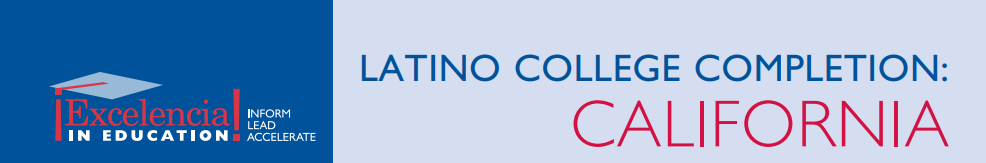 ¡Excelencia!
IN EDUCATION
INFORM
LEAD
ACCELERATE
LATINO COLLEGE COMPLETION:
CALIFORNIA